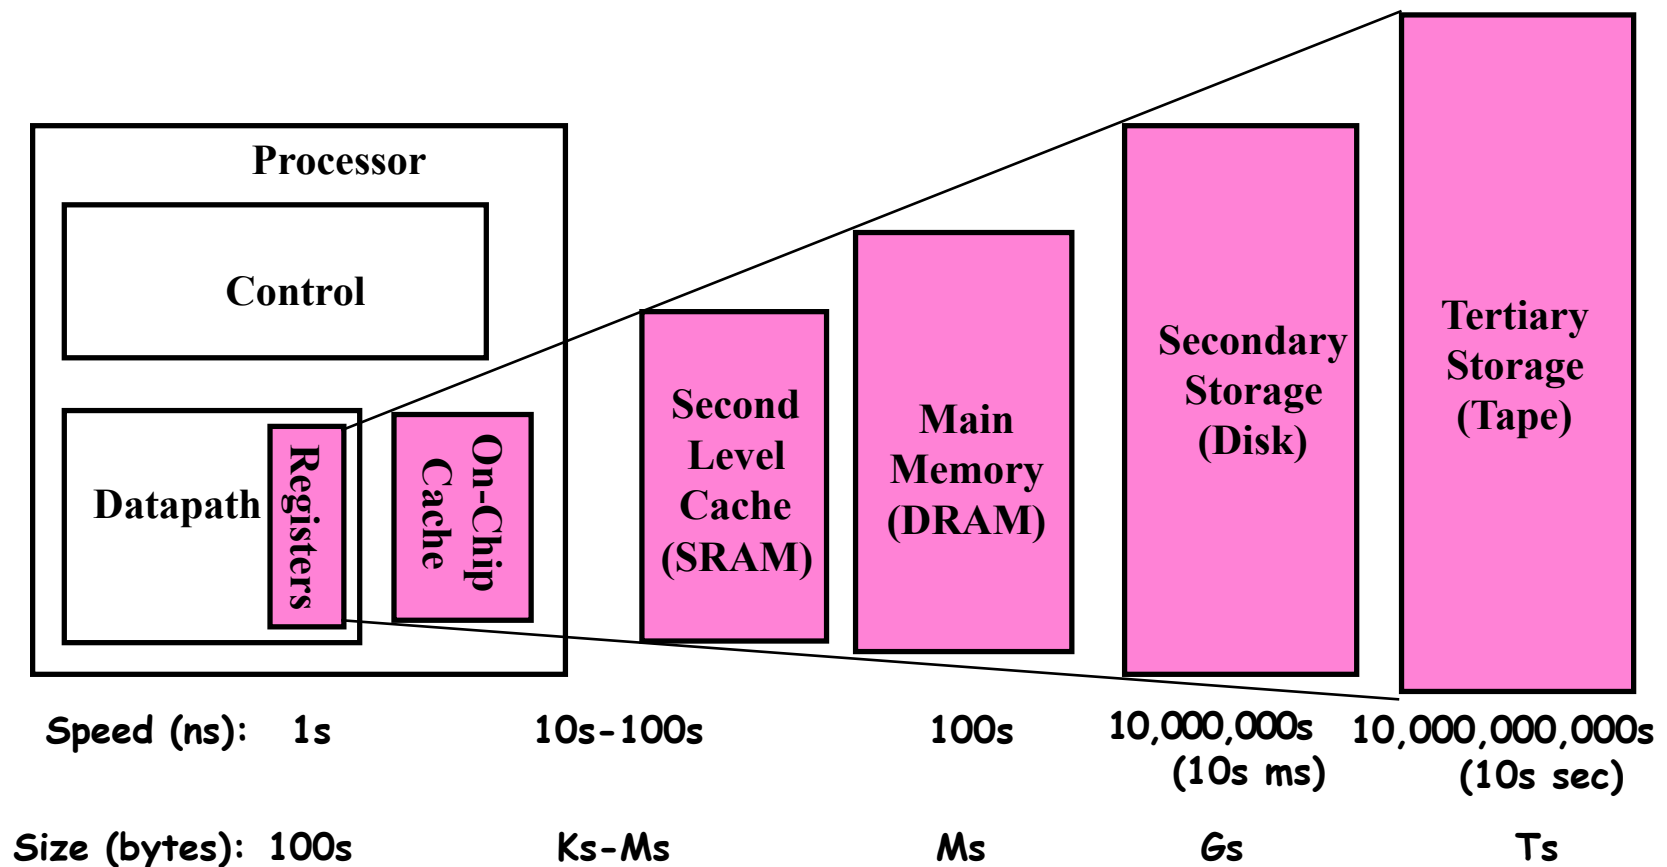 Processor
Control
Datapath
Registers
On-Chip
Cache
Second
Level
Cache
(SRAM)
Main
Memory
(DRAM)
Secondary
Storage
(Disk)
Tertiary
Storage
(Tape)
Speed (ns): 1s 10s-100s 100s 10,000,000s 10,000,000,000s
(10s ms) (10s sec)
Size (bytes): 100s Ks-Ms Ms Gs Ts